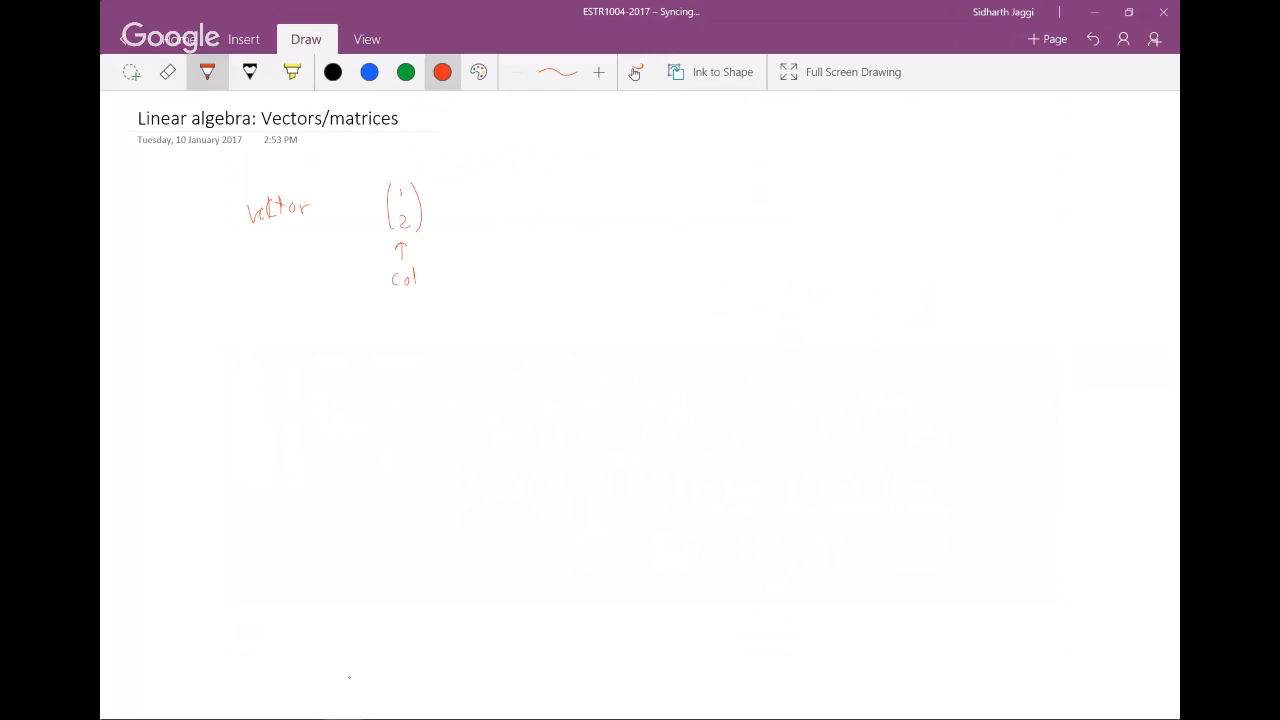 ESTR1004-2017 – Syncing...
Sidharth Jaggi
Google
Home Insert Draw View
Page
Ink to Shape
Full Screen Drawing
Linear algebra: Vectors/matrices
Tuesday, 10 January 2017 2:53 PM
vector
1
2
↑
col